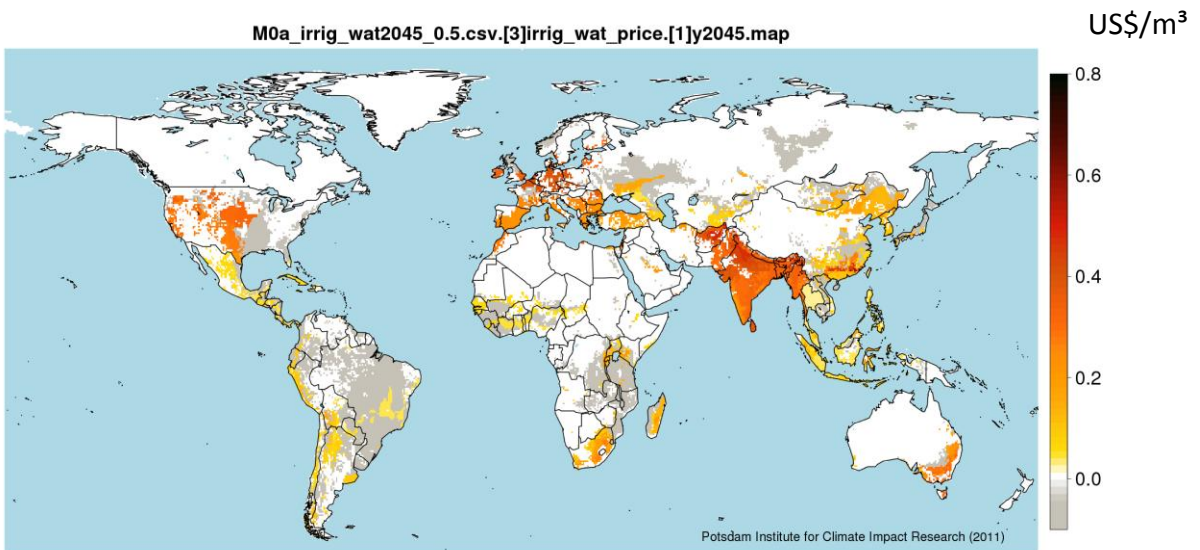 US$/m³
M0a_irrig_wat2045_0.5.csv.[3]irrig_wat_price.[1]y2045.map
0.8
0.6
0.4
0.2
0.0
Potsdam Institute for Climate Impact Research (2011)